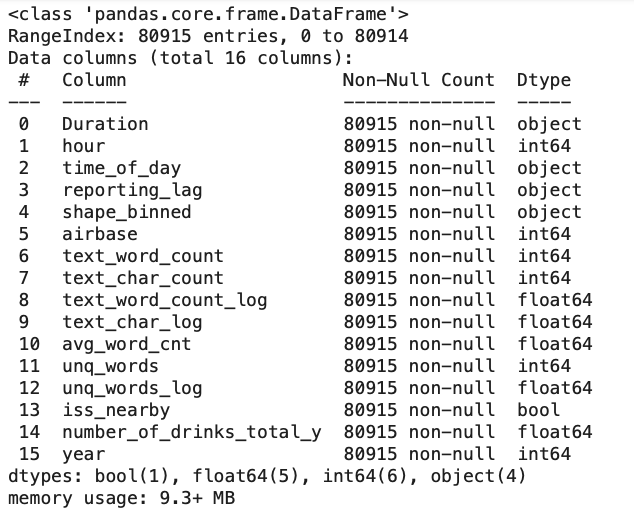 <class 'pandas.core.frame.DataFrame'>
RangeIndex: 80915 entries, 0 to 80914
Data columns (total 16 columns):
 #   Column                   Non-Null Count  Dtype
---  ------                   --------------  -----
 0   Duration                 80915 non-null  object
 1   hour                     80915 non-null  int64
 2   time_of_day              80915 non-null  object
 3   reporting_lag            80915 non-null  object
 4   shape_binned             80915 non-null  object
 5   airbase                  80915 non-null  int64
 6   text_word_count          80915 non-null  int64
 7   text_char_count          80915 non-null  int64
 8   text_word_count_log      80915 non-null  float64
 9   text_char_log            80915 non-null  float64
 10  avg_word_cnt             80915 non-null  float64
 11  unq_words                80915 non-null  int64
 12  unq_words_log            80915 non-null  float64
 13  iss_nearby               80915 non-null  bool
 14  number_of_drinks_total_y 80915 non-null  float64
 15  year                     80915 non-null  int64
dtypes: bool(1), float64(5), int64(6), object(4)
memory usage: 9.3+ MB